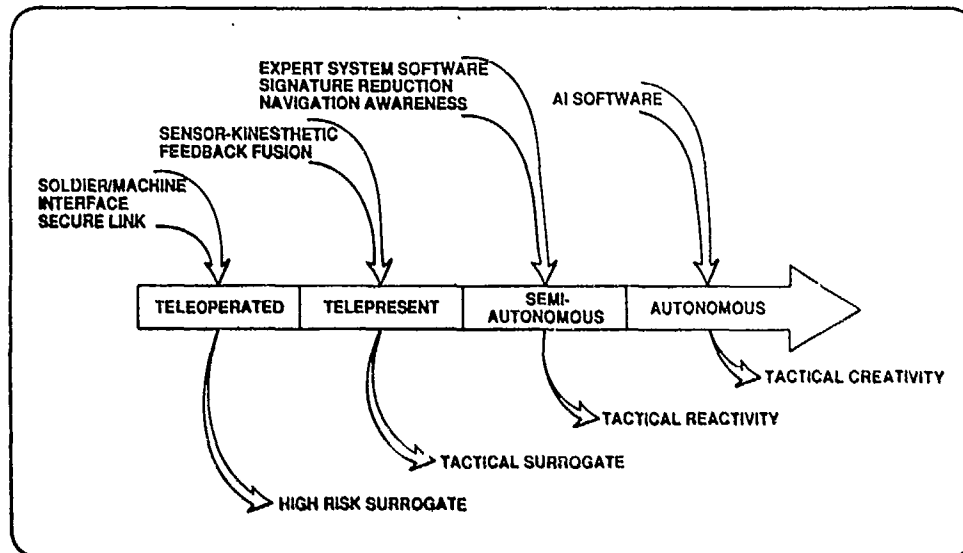 EXPERT SYSTEM SOFTWARE
SIGNATURE REDUCTION
NAVIGATION AWARENESS
AI SOFTWARE
SENSOR-KINESTHETIC
FEEDBACK FUSION
SOLDIER/MACHINE
INTERFACE
SECURE LINK
TELEOPERATED
TELEPRESENT
SEMI-
AUTONOMOUS
AUTONOMOUS
TACTICAL CREATIVITY
TACTICAL REACTIVITY
TACTICAL SURROGATE
HIGH RISK SURROGATE